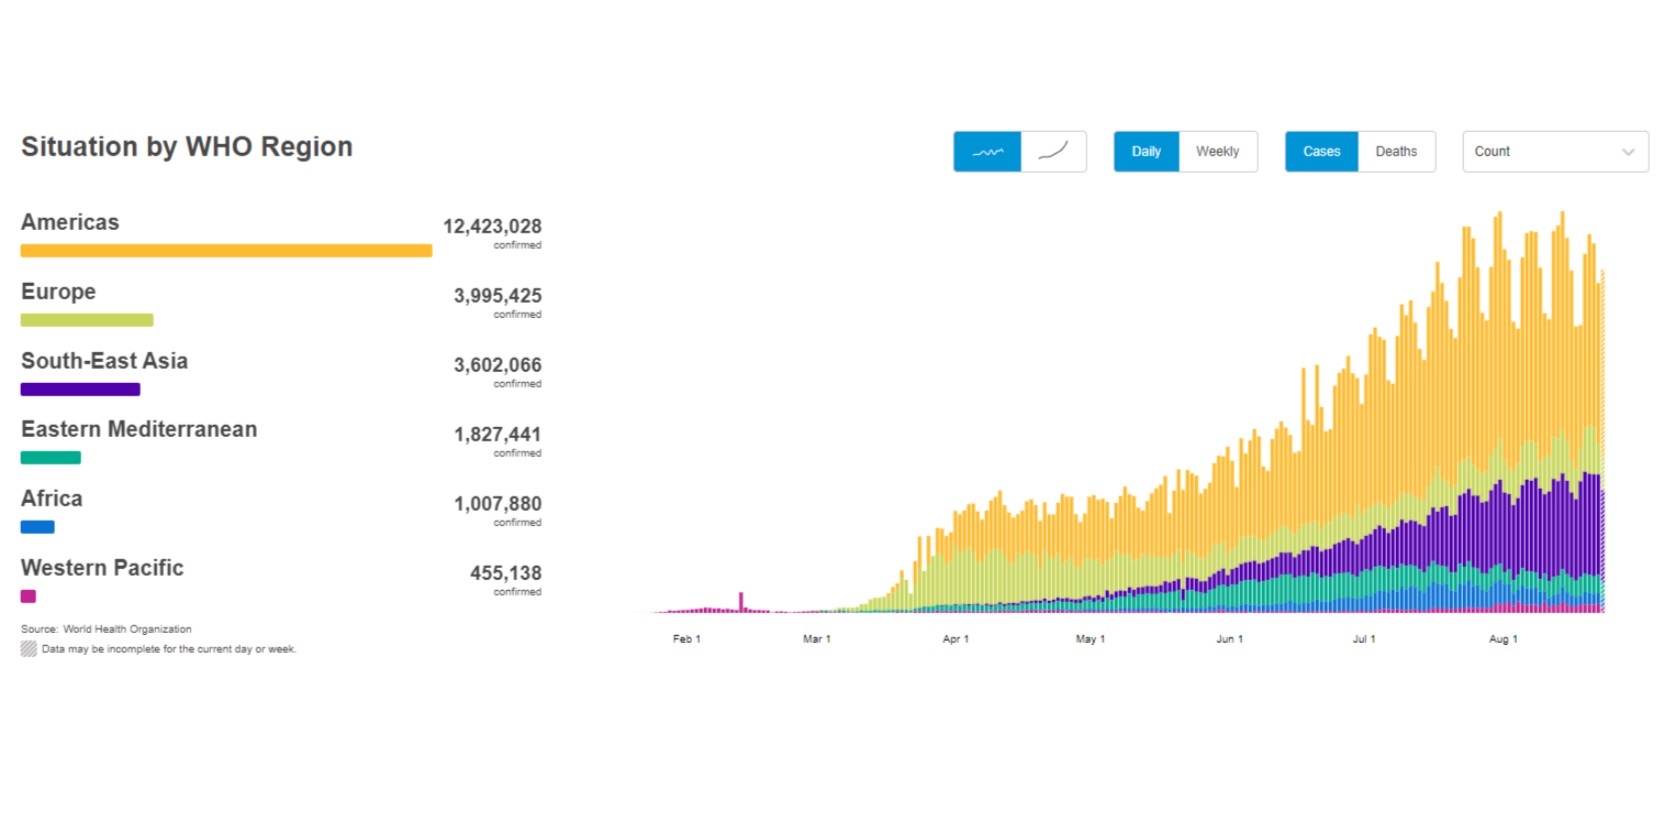 Situation by WHO Region
Daily
Weekly
Cases
Deaths
Count
Americas
12,423,028
confirmed
Europe
3,995,425
confirmed
South-East Asia
3,602,066
confirmed
Eastern Mediterranean
1,827,441
confirmed
Africa
1,007,880
confirmed
Western Pacific
455,138
confirmed
Source: World Health Organization
Data may be incomplete for the current day or week.
Feb 1
Mar 1
Apr 1
May 1
Jun 1
Jul 1
Aug 1